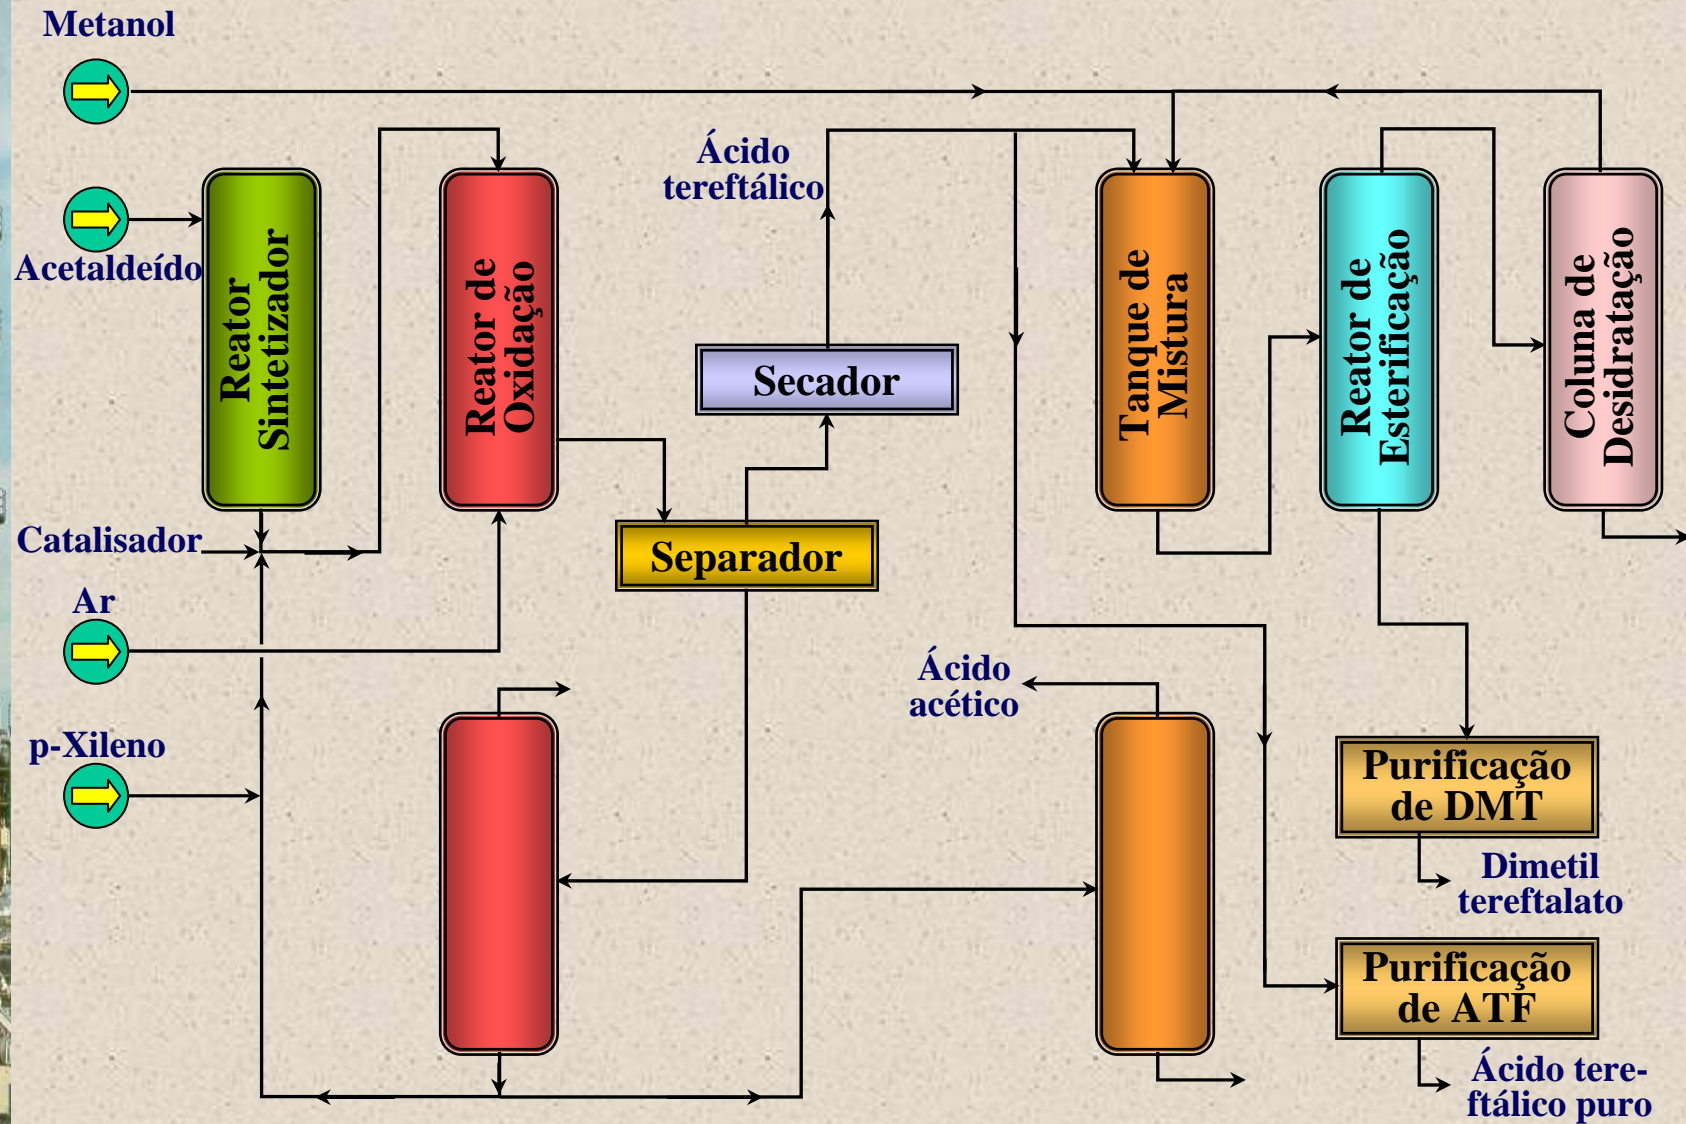 Metanol
Ácido
tereftálico
Acetaldeído
Reator
Sintetizador
Reator de
Oxidação
Tanque de
Mistura
Reator de
Esterificação
Coluna de
Desidratação
Secador
Catalisador
Separador
Ar
Ácido
acético
p-Xileno
Purificação
de DMT
Dimetil
tereftalato
Purificação
de ATF
Ácido tere-
ftálico puro